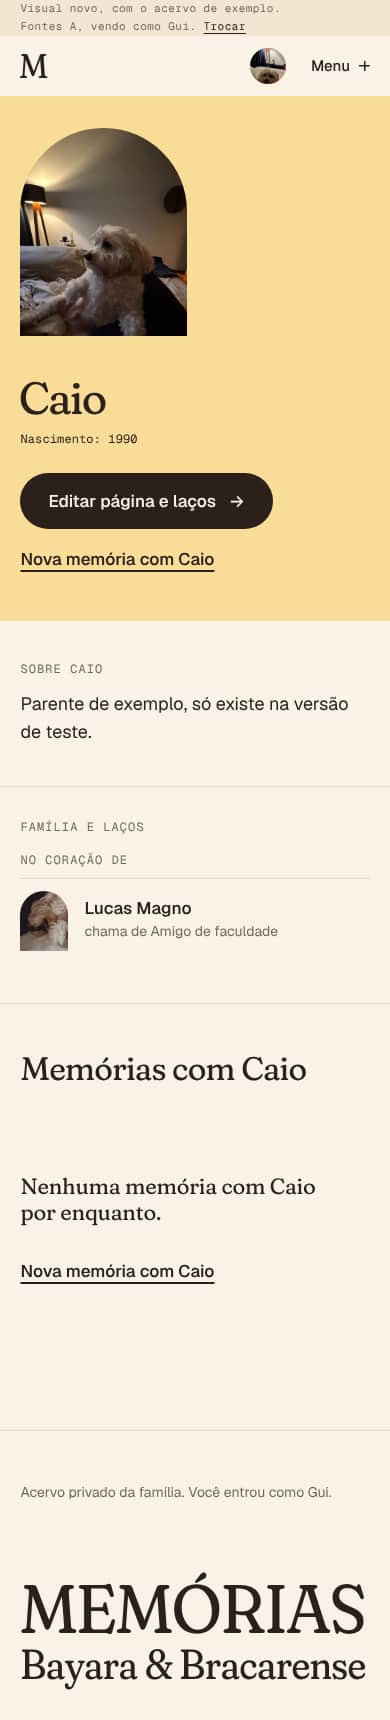 Visual novo, com o acervo de exemplo.
Fontes A, vendo como Gui. Trocar
M
Menu +
Caio
Nascimento: 1990
Editar página e laços →
Nova memória com Caio
SOBRE CAIO
Parente de exemplo, só existe na versão
de teste.
FAMÍLIA E LAÇOS
NO CORAÇÃO DE
Lucas Magno
chama de Amigo de faculdade
Memórias com Caio
Nenhuma memória com Caio
por enquanto.
Nova memória com Caio
Acervo privado da família. Você entrou como Gui.
MEMÓRIAS
Bayara & Bracarense